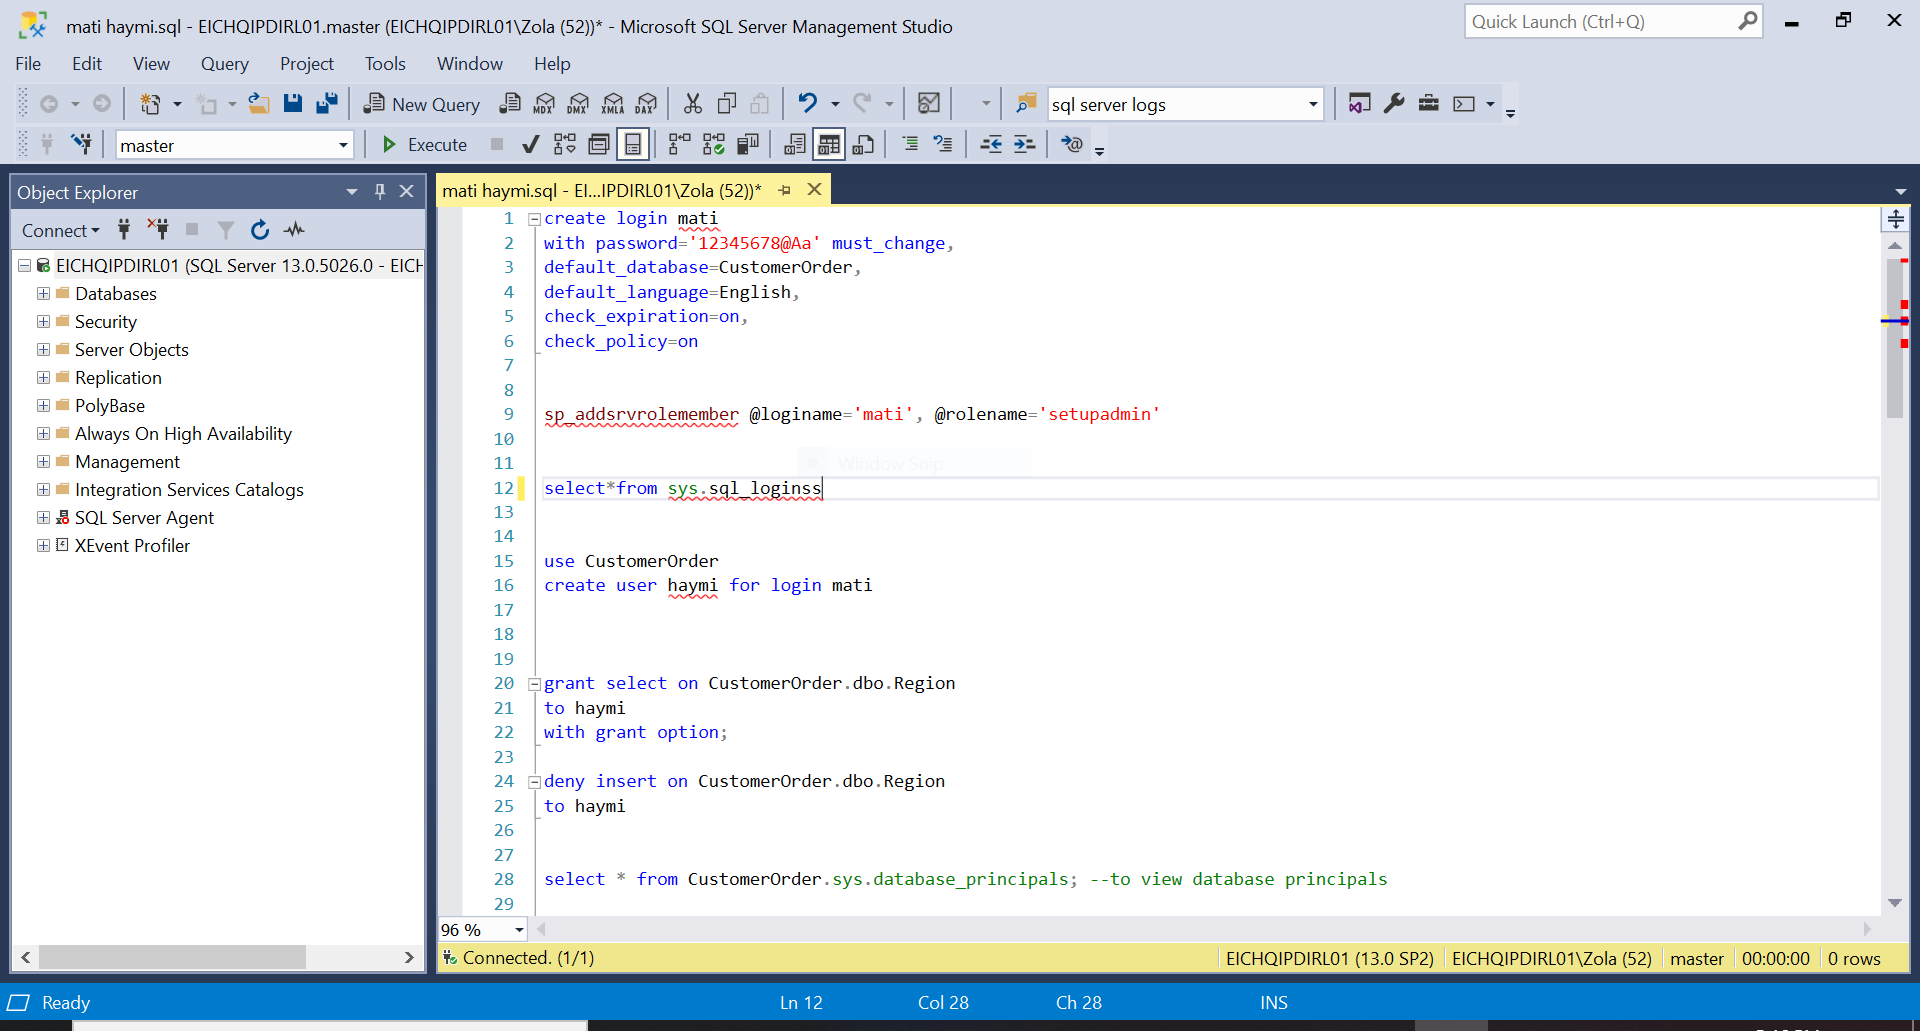 mati haymi.sql - EICHQIPDIRL01.master (EICHQIPDIRL01\Zola (52))* - Microsoft SQL Server Management Studio
Quick Launch (Ctrl+Q)
File Edit View Query Project Tools Window Help
New Query MDX DMX XMLA DAX sql server logs
master Execute
Object Explorer
mati haymi.sql - EI...IPDIRL01\Zola (52))*
Connect
EICHQIPDIRL01 (SQL Server 13.0.5026.0 - EICH
Databases
Security
Server Objects
Replication
PolyBase
Always On High Availability
Management
Integration Services Catalogs
SQL Server Agent
XEvent Profiler
1 create login mati
2 with password='12345678@Aa' must_change,
3 default_database=CustomerOrder,
4 default_language=English,
5 check_expiration=on,
6 check_policy=on
7
8
9 sp_addsrvrolemember @loginame='mati', @rolename='setupadmin'
10
11
Window Snip
12 select*from sys.sql_loginss
13
14
15 use CustomerOrder
16 create user haymi for login mati
17
18
19
20 grant select on CustomerOrder.dbo.Region
21 to haymi
22 with grant option;
23
24 deny insert on CustomerOrder.dbo.Region
25 to haymi
26
27
28 select * from CustomerOrder.sys.database_principals; --to view database principals
29
96 %
Connected. (1/1) EICHQIPDIRL01 (13.0 SP2) EICHQIPDIRL01\Zola (52) master 00:00:00 0 rows
Ready Ln 12 Col 28 Ch 28 INS